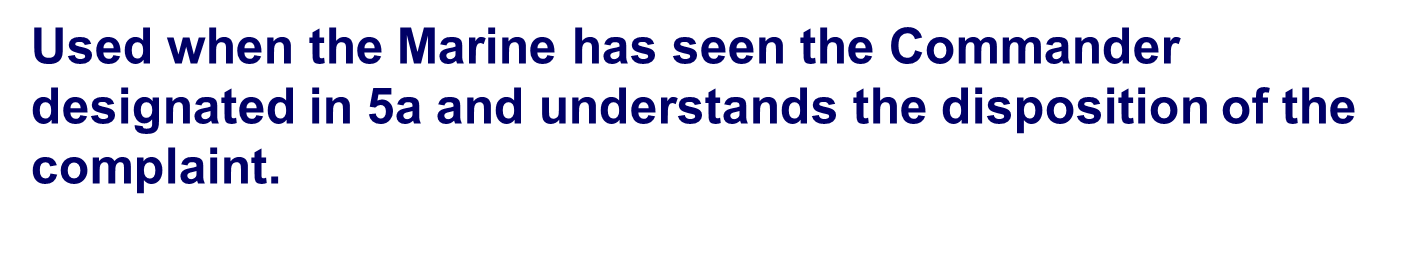 Used when the Marine has seen the Commander
designated in 5a and understands the disposition of the
complaint.